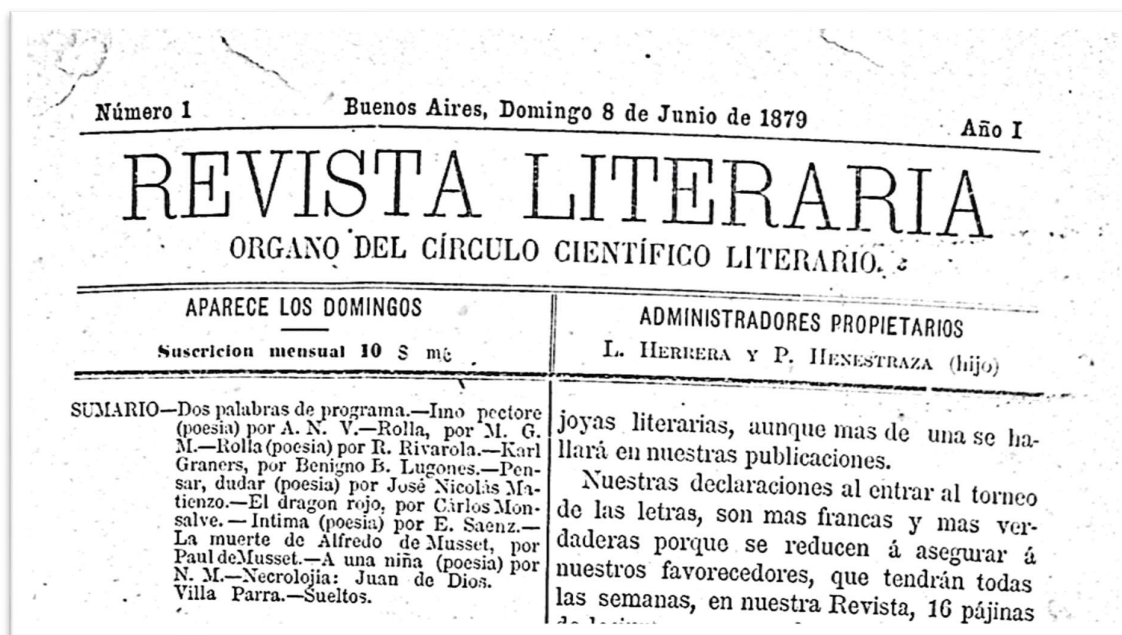 Número 1
Buenos Aires, Domingo 8 de Junio de 1879
Año I
REVISTA LITERARIA
ORGANO DEL CÍRCULO CIENTÍFICO LITERARIO.
APARECE LOS DOMINGOS
Suscricion mensual 10 $ m¢
ADMINISTRADORES PROPIETARIOS
L. HERRERA Y P. HENESTRAZA (hijo)
SUMARIO—Dos palabras de programa.—Imo pectore
(poesia) por A. N. V.—Rolla, por M. G.
M.—Rolla (poesia) por R. Rivarola.—Karl
Graners, por Benigno B. Lugones.—Pen-
sar, dudar (poesia) por José Nicolás Ma-
tienzo.—El dragon rojo, por Cárlos Mon-
salve.—Intima (poesia) por E. Saenz.—
La muerte de Alfredo de Musset, por
Paul de Musset.—A una niña (poesia) por
N. M.—Necrolojia: Juan de Dios.
Villa Parra.—Sueltos.
joyas literarias, aunque mas de una se ha-
llará en nuestras publicaciones.
Nuestras declaraciones al entrar al torneo
de las letras, son mas francas y mas ver-
daderas porque se reducen á asegurar á
nuestros favorecedores, que tendrán todas
las semanas, en nuestra Revista, 16 pájinas